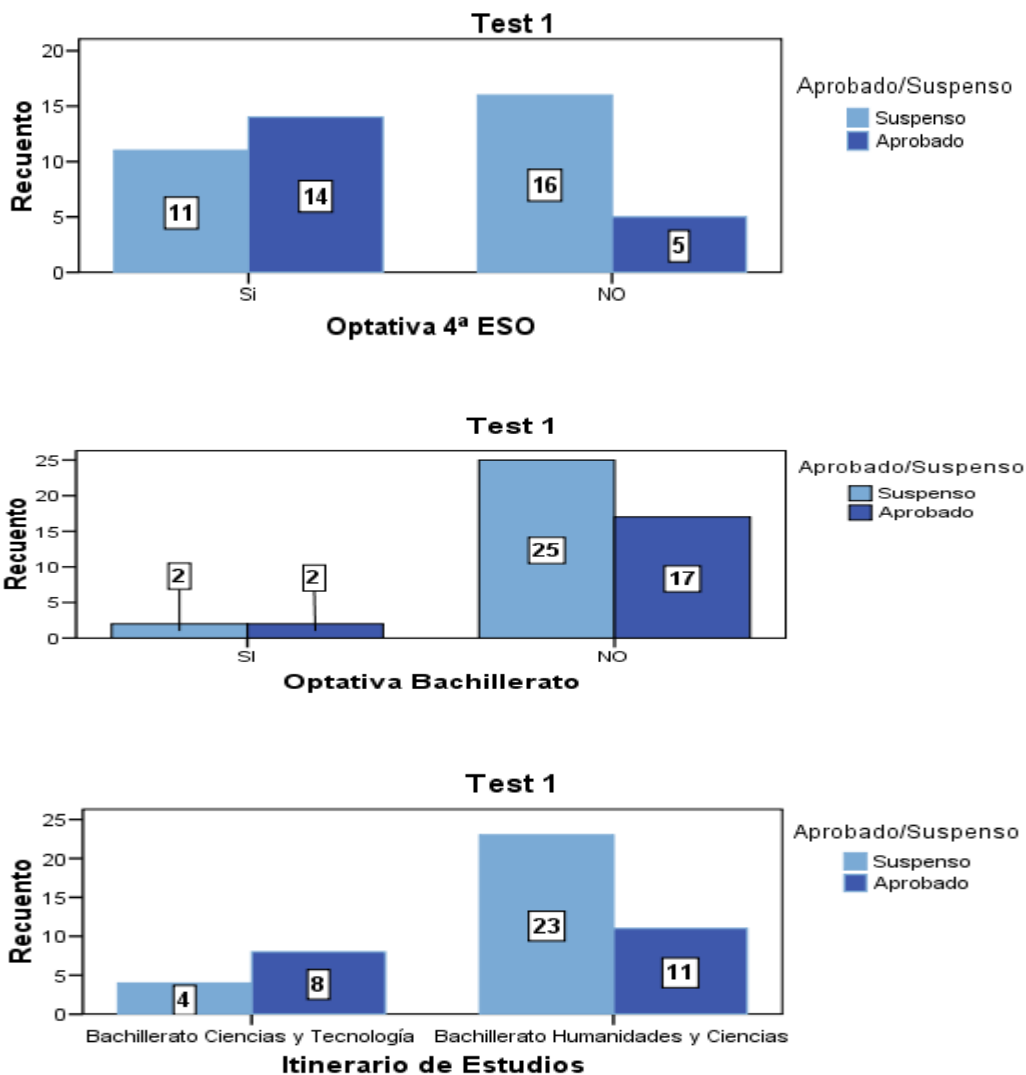 Test 1
Recuento
20
15
10
5
0
11
14
16
5
Si
NO
Optativa 4ª ESO
Aprobado/Suspenso
Suspenso
Aprobado
Test 1
Recuento
25
20
15
10
5
0
2
2
25
17
SI
NO
Optativa Bachillerato
Aprobado/Suspenso
Suspenso
Aprobado
Test 1
Recuento
25
20
15
10
5
0
4
8
23
11
Bachillerato Ciencias y Tecnología
Bachillerato Humanidades y Ciencias
Itinerario de Estudios
Aprobado/Suspenso
Suspenso
Aprobado